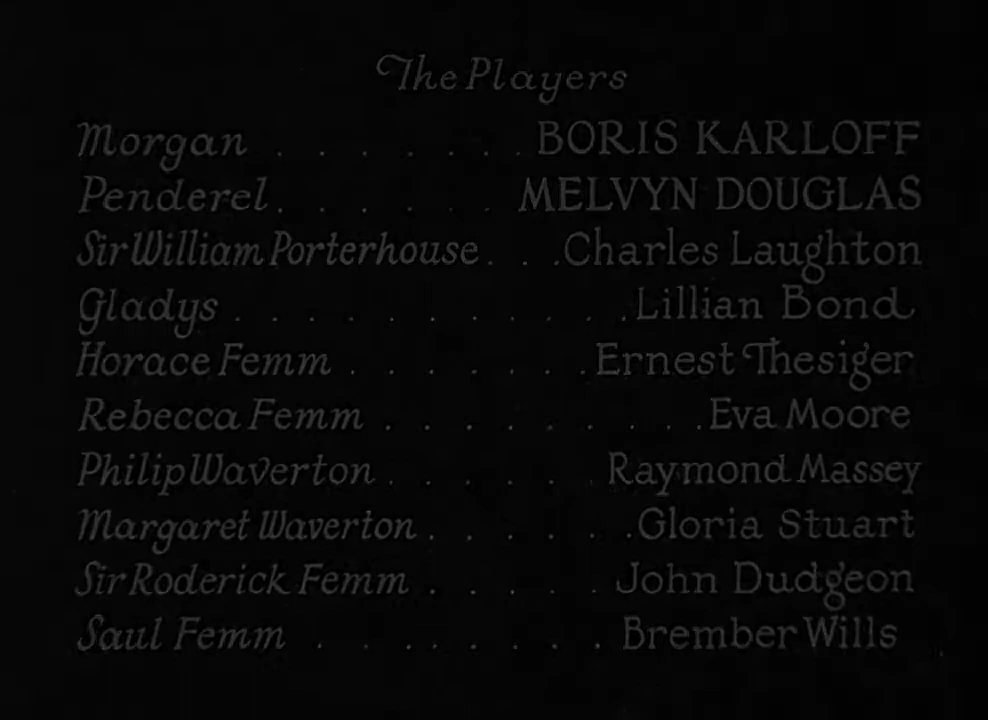 The Players
Morgan . . . . . . . BORIS KARLOFF
Penderel . . . . . . MELVYN DOUGLAS
Sir William Porterhouse . . . Charles Laughton
Gladys . . . . . . . . . . Lillian Bond
Horace Femm . . . . . . . Ernest Thesiger
Rebecca Femm . . . . . . . . . Eva Moore
Philip Waverton . . . . . . Raymond Massey
Margaret Waverton . . . . . . Gloria Stuart
Sir Roderick Femm . . . . . John Dudgeon
Saul Femm . . . . . . . . Brember Wills